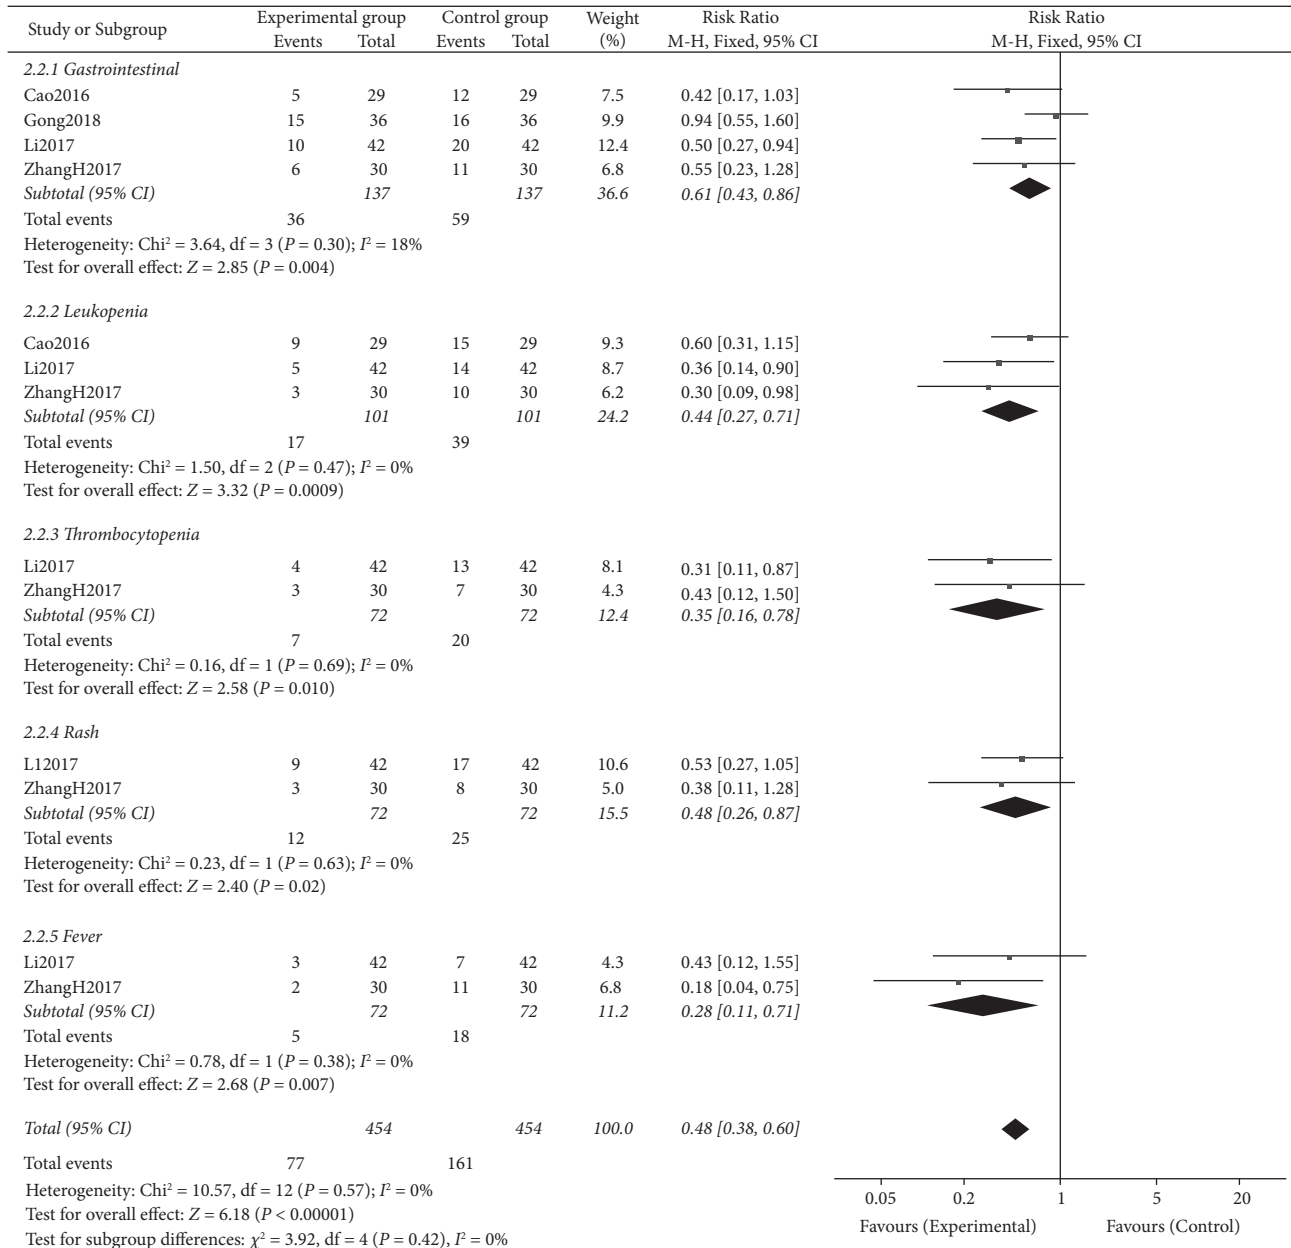 Study or Subgroup Experimental group Control group Weight Risk Ratio Risk Ratio
Events Total Events Total (%) M-H, Fixed, 95% CI M-H, Fixed, 95% CI
2.2.1 Gastrointestinal
Cao2016 5 29 12 29 7.5 0.42 [0.17, 1.03]
Gong2018 15 36 16 36 9.9 0.94 [0.55, 1.60]
Li2017 10 42 20 42 12.4 0.50 [0.27, 0.94]
ZhangH2017 6 30 11 30 6.8 0.55 [0.23, 1.28]
Subtotal (95% CI) 137 137 36.6 0.61 [0.43, 0.86]
Total events 36 59
Heterogeneity: Chi² = 3.64, df = 3 (P = 0.30); I² = 18%
Test for overall effect: Z = 2.85 (P = 0.004)
2.2.2 Leukopenia
Cao2016 9 29 15 29 9.3 0.60 [0.31, 1.15]
Li2017 5 42 14 42 8.7 0.36 [0.14, 0.90]
ZhangH2017 3 30 10 30 6.2 0.30 [0.09, 0.98]
Subtotal (95% CI) 101 101 24.2 0.44 [0.27, 0.71]
Total events 17 39
Heterogeneity: Chi² = 1.50, df = 2 (P = 0.47); I² = 0%
Test for overall effect: Z = 3.32 (P = 0.0009)
2.2.3 Thrombocytopenia
Li2017 4 42 13 42 8.1 0.31 [0.11, 0.87]
ZhangH2017 3 30 7 30 4.3 0.43 [0.12, 1.50]
Subtotal (95% CI) 72 72 12.4 0.35 [0.16, 0.78]
Total events 7 20
Heterogeneity: Chi² = 0.16, df = 1 (P = 0.69); I² = 0%
Test for overall effect: Z = 2.58 (P = 0.010)
2.2.4 Rash
L12017 9 42 17 42 10.6 0.53 [0.27, 1.05]
ZhangH2017 3 30 8 30 5.0 0.38 [0.11, 1.28]
Subtotal (95% CI) 72 72 15.5 0.48 [0.26, 0.87]
Total events 12 25
Heterogeneity: Chi² = 0.23, df = 1 (P = 0.63); I² = 0%
Test for overall effect: Z = 2.40 (P = 0.02)
2.2.5 Fever
Li2017 3 42 7 42 4.3 0.43 [0.12, 1.55]
ZhangH2017 2 30 11 30 6.8 0.18 [0.04, 0.75]
Subtotal (95% CI) 72 72 11.2 0.28 [0.11, 0.71]
Total events 5 18
Heterogeneity: Chi² = 0.78, df = 1 (P = 0.38); I² = 0%
Test for overall effect: Z = 2.68 (P = 0.007)
Total (95% CI) 454 454 100.0 0.48 [0.38, 0.60]
Total events 77 161
Heterogeneity: Chi² = 10.57, df = 12 (P = 0.57); I² = 0%
Test for overall effect: Z = 6.18 (P < 0.00001)
Test for subgroup differences: χ² = 3.92, df = 4 (P = 0.42), I² = 0%
0.05 0.2 1 5 20
Favours (Experimental) Favours (Control)